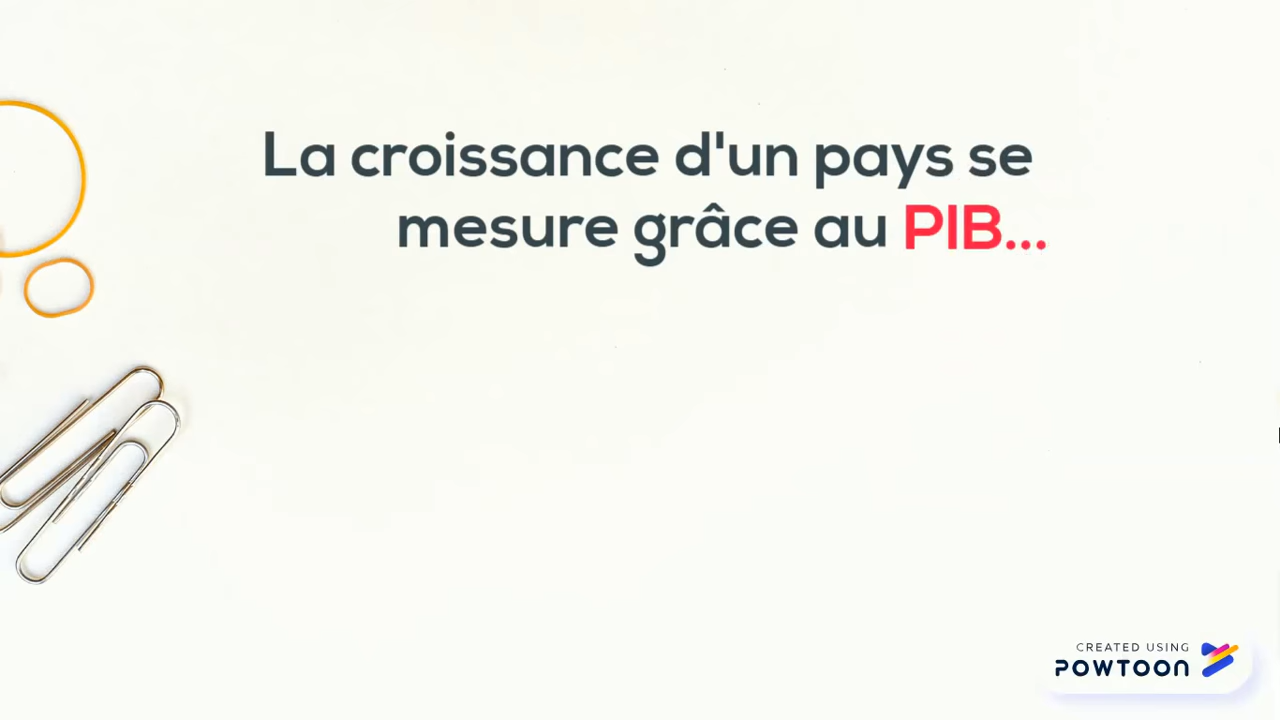 La croissance d'un pays se
mesure grâce au PIB...
CREATED USING
POWTOON